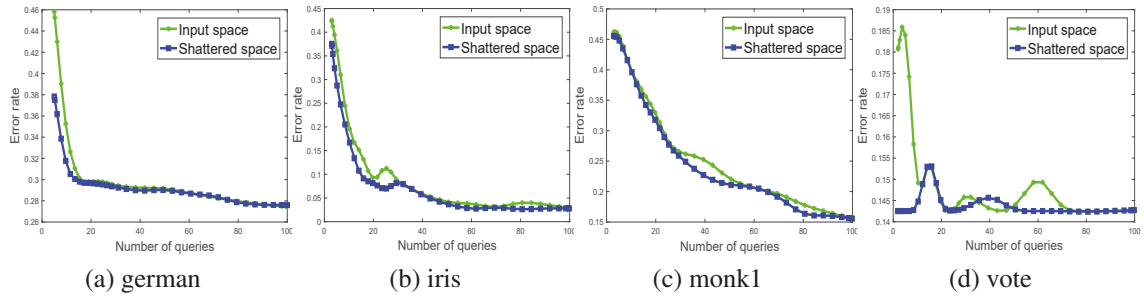 0.46
0.44
0.42
0.4
0.38
0.36
0.34
0.32
0.3
0.28
0.26
Error rate
Input space
Shattered space
0 20 40 60 80 100
Number of queries
(a) german
0.5
0.45
0.4
0.35
0.3
0.25
0.2
0.15
0.1
0.05
0
Error rate
Input space
Shattered space
0 20 40 60 80 100
Number of queries
(b) iris
0.5
0.45
0.4
0.35
0.3
0.25
0.2
0.15
Error rate
Input space
Shattered space
0 20 40 60 80 100
Number of queries
(c) monk1
0.19
0.185
0.18
0.175
0.17
0.165
0.16
0.155
0.15
0.145
0.14
Error rate
Input space
Shattered space
0 20 40 60 80 100
Number of queries
(d) vote